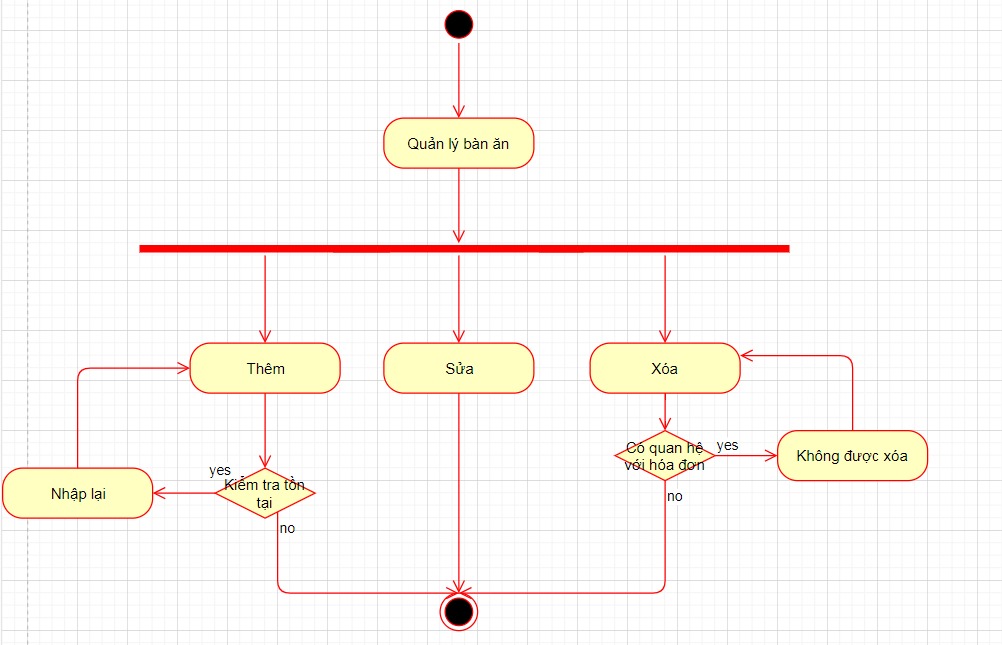 Quản lý bàn ăn
Thêm
Sửa
Xóa
Có quan hệ
với hóa đơn
yes
Không được xóa
no
yes
Kiểm tra tồn
tại
Nhập lại
no